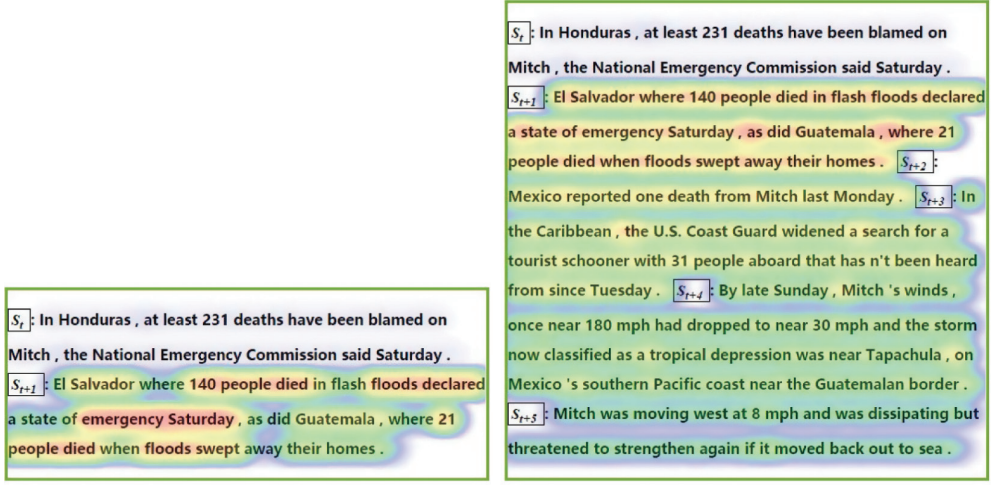 S_t : In Honduras , at least 231 deaths have been blamed on
Mitch , the National Emergency Commission said Saturday .
S_{t+1} : El Salvador where 140 people died in flash floods declared
a state of emergency Saturday , as did Guatemala , where 21
people died when floods swept away their homes .
S_t : In Honduras , at least 231 deaths have been blamed on
Mitch , the National Emergency Commission said Saturday .
S_{t+1} : El Salvador where 140 people died in flash floods declared
a state of emergency Saturday , as did Guatemala , where 21
people died when floods swept away their homes . S_{t+2} :
Mexico reported one death from Mitch last Monday . S_{t+3} : In
the Caribbean , the U.S. Coast Guard widened a search for a
tourist schooner with 31 people aboard that has n't been heard
from since Tuesday . S_{t+4} : By late Sunday , Mitch 's winds ,
once near 180 mph had dropped to near 30 mph and the storm
now classified as a tropical depression was near Tapachula , on
Mexico 's southern Pacific coast near the Guatemalan border .
S_{t+5} : Mitch was moving west at 8 mph and was dissipating but
threatened to strengthen again if it moved back out to sea .